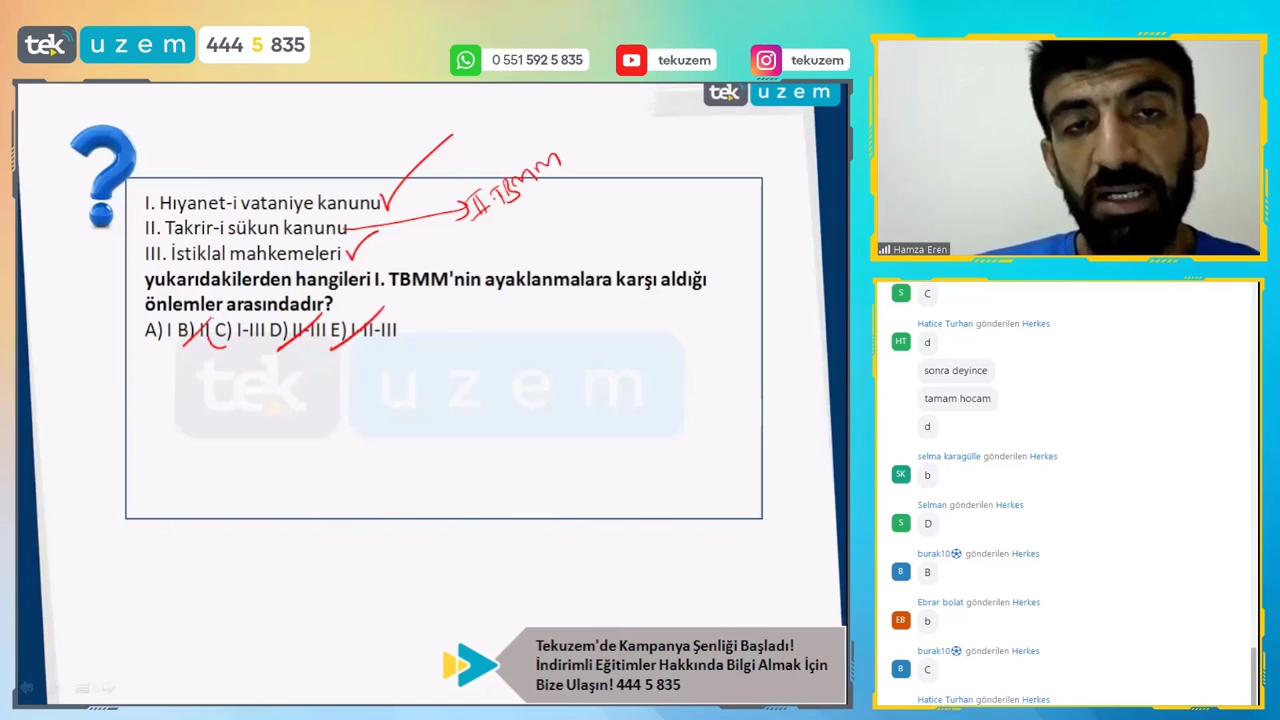 tek uzem 444 5 835
0 551 592 5 835
tekuzem
tekuzem
tek uzem
II. TBMM
I. Hıyanet-i vataniye kanunu
II. Takrir-i sükun kanunu
III. İstiklal mahkemeleri
yukarıdakilerden hangileri I. TBMM'nin ayaklanmalara karşı aldığı
önlemler arasındadır?
A) I B) II C) I-III D) II-III E) I-II-III
tek uzem
Tekuzem'de Kampanya Şenliği Başladı!
İndirimli Eğitimler Hakkında Bilgi Almak İçin
Bize Ulaşın! 444 5 835
Hamza Eren
S
C
Hatice Turhan gönderilen Herkes
HT
d
sonra deyince
tamam hocam
d
selma karagülle gönderilen Herkes
SK
b
Selman gönderilen Herkes
S
D
burak10⚽ gönderilen Herkes
B
B
Ebrar bolat gönderilen Herkes
EB
b
burak10⚽ gönderilen Herkes
B
C
Hatice Turhan gönderilen Herkes